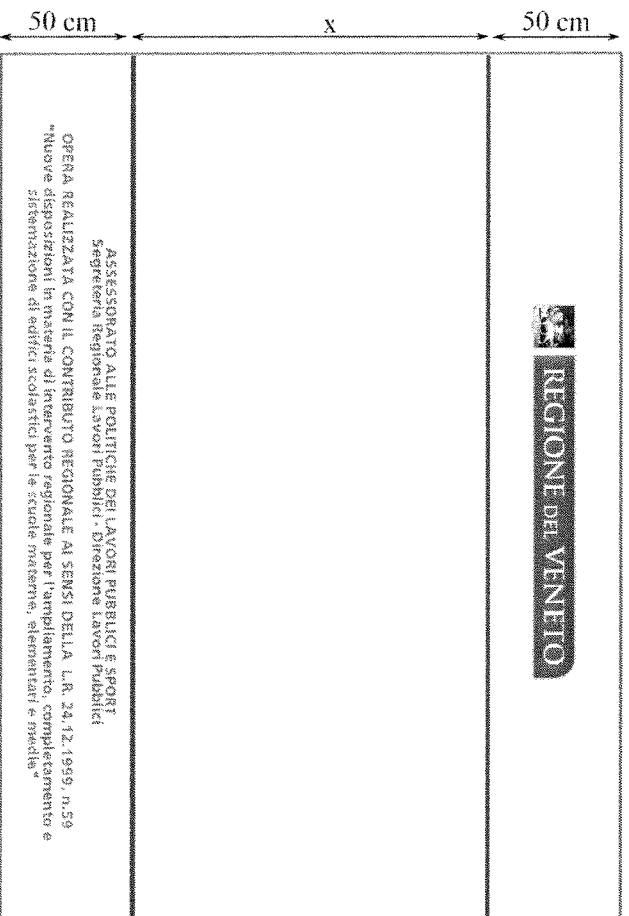 50 cm
x
50 cm
REGIONE DEL VENETO
ASSESSORATO ALLE POLITICHE DEI LAVORI PUBBLICI E SPORT
Segreteria Regionale Lavori Pubblici - Direzione Lavori Pubblici
OPERA REALIZZATA CON IL CONTRIBUTO REGIONALE AI SENSI DELLA L.R. 24.12.1999, n.59
"Nuove disposizioni in materia di intervento regionale per l'ampliamento, completamento e
sistemazione di edifici scolastici per le scuole materne, elementari e medie"